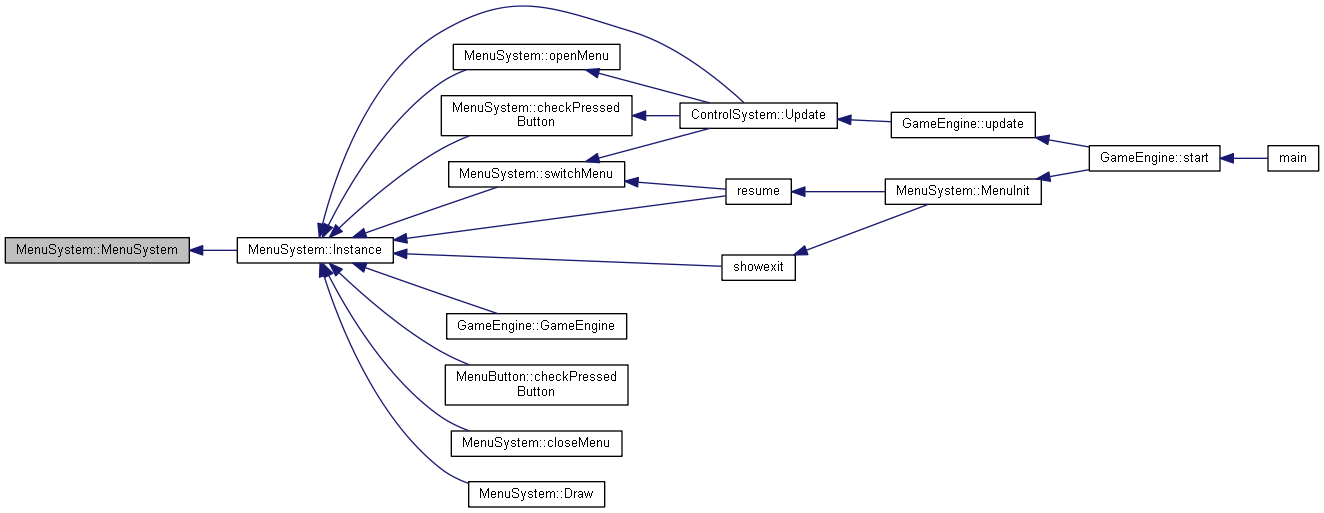 MenuSystem::openMenu
MenuSystem::checkPressed
Button
ControlSystem::Update
GameEngine::update
GameEngine::start
main
MenuSystem::switchMenu
resume
MenuSystem::MenuInit
MenuSystem::MenuSystem
MenuSystem::Instance
showexit
GameEngine::GameEngine
MenuButton::checkPressed
Button
MenuSystem::closeMenu
MenuSystem::Draw